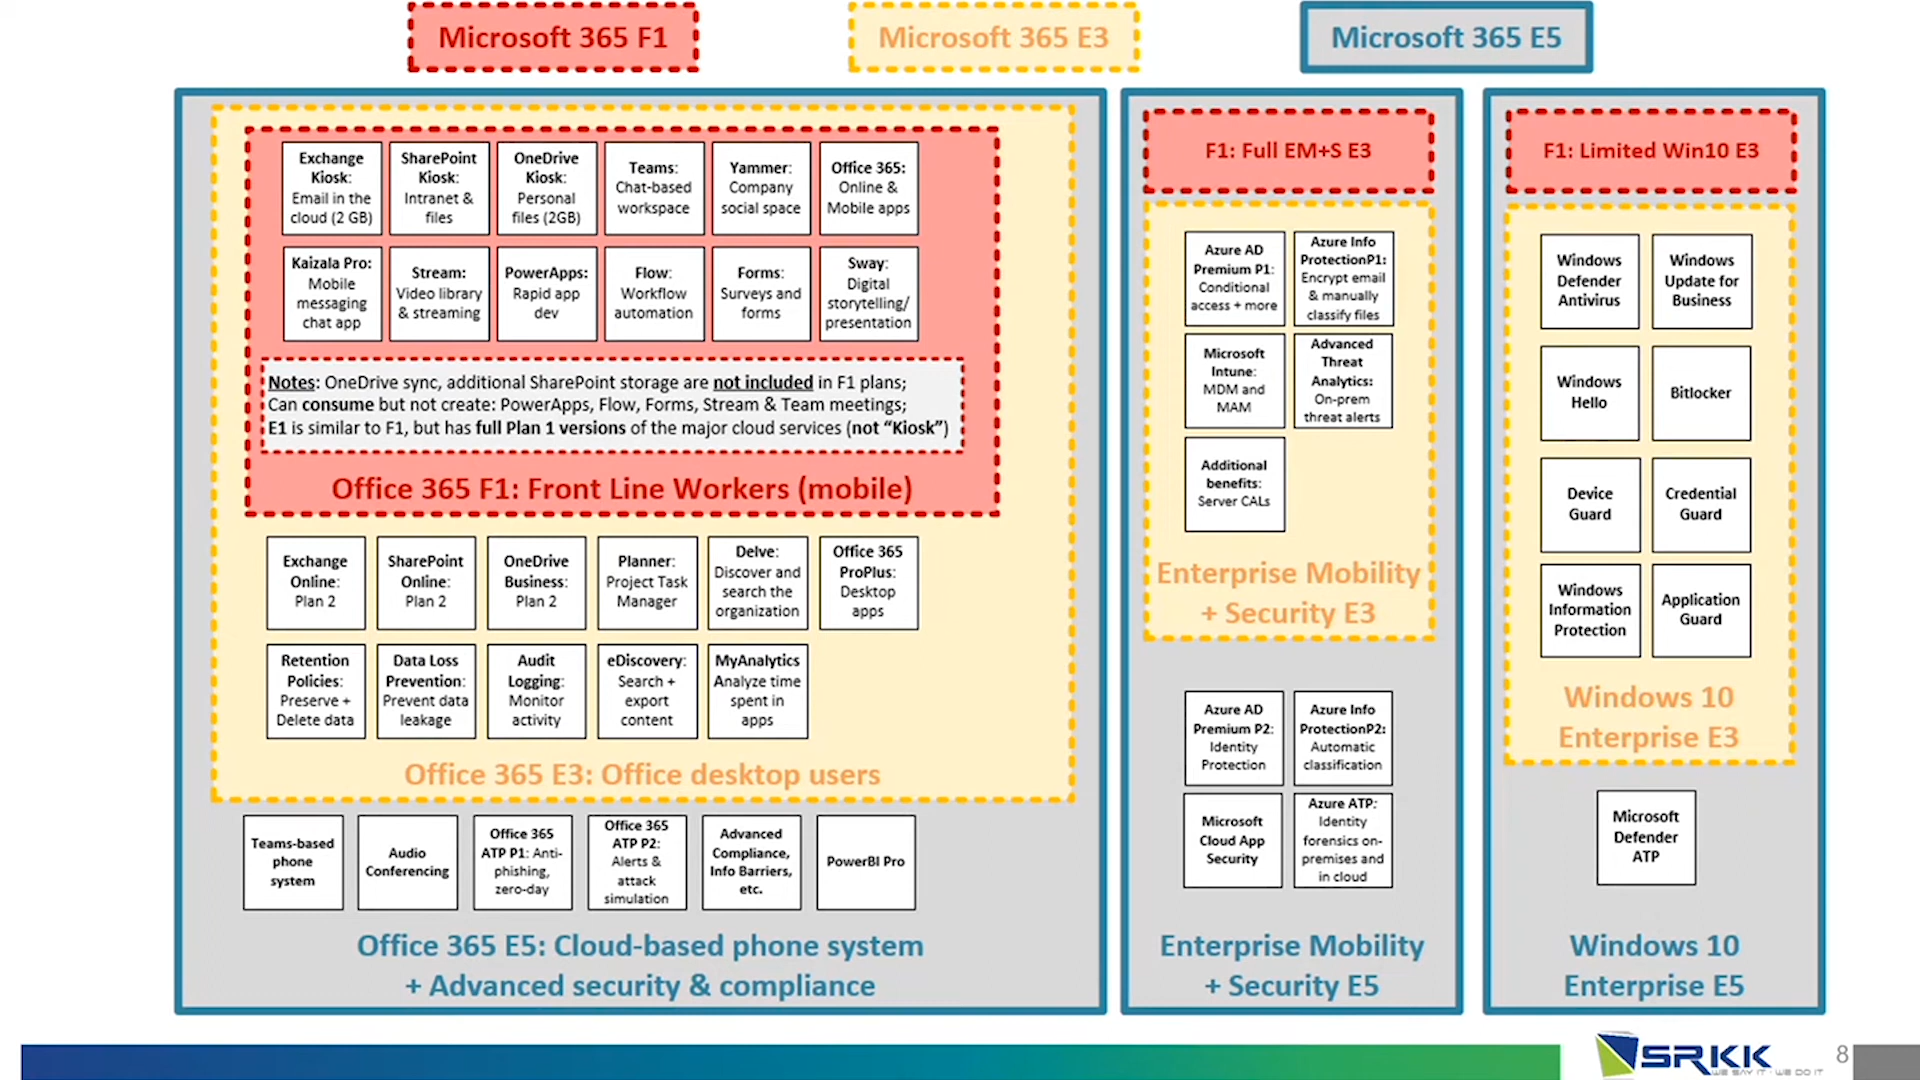 Microsoft 365 F1
Microsoft 365 E3
Microsoft 365 E5
Exchange
Kiosk:
Email in the
cloud (2 GB)
SharePoint
Kiosk:
Intranet &
files
OneDrive
Kiosk:
Personal
files (2GB)
Teams:
Chat-based
workspace
Yammer:
Company
social space
Office 365:
Online &
Mobile apps
Kaizala Pro:
Mobile
messaging
chat app
Stream:
Video library
& streaming
PowerApps:
Rapid app
dev
Flow:
Workflow
automation
Forms:
Surveys and
forms
Sway:
Digital
storytelling/
presentation
Notes: OneDrive sync, additional SharePoint storage are not included in F1 plans;
Can consume but not create: PowerApps, Flow, Forms, Stream & Team meetings;
E1 is similar to F1, but has full Plan 1 versions of the major cloud services (not “Kiosk”)
Office 365 F1: Front Line Workers (mobile)
Exchange
Online:
Plan 2
SharePoint
Online:
Plan 2
OneDrive
Business:
Plan 2
Planner:
Project Task
Manager
Delve:
Discover and
search the
organization
Office 365
ProPlus:
Desktop
apps
Retention
Policies:
Preserve +
Delete data
Data Loss
Prevention:
Prevent data
leakage
Audit
Logging:
Monitor
activity
eDiscovery:
Search +
export
content
MyAnalytics
Analyze time
spent in
apps
Office 365 E3: Office desktop users
Teams-based
phone
system
Audio
Conferencing
Office 365
ATP P1: Anti-
phishing,
zero-day
Office 365
ATP P2:
Alerts &
attack
simulation
Advanced
Compliance,
Info Barriers,
etc.
PowerBI Pro
Office 365 E5: Cloud-based phone system
+ Advanced security & compliance
F1: Full EM+S E3
Azure AD
Premium P1:
Conditional
access + more
Azure Info
ProtectionP1:
Encrypt email
& manually
classify files
Microsoft
Intune:
MDM and
MAM
Advanced
Threat
Analytics:
On-prem
threat alerts
Additional
benefits:
Server CALs
Enterprise Mobility
+ Security E3
Azure AD
Premium P2:
Identity
Protection
Azure Info
ProtectionP2:
Automatic
classification
Microsoft
Cloud App
Security
Azure ATP:
Identity
forensics on-
premises and
in cloud
Enterprise Mobility
+ Security E5
F1: Limited Win10 E3
Windows
Defender
Antivirus
Windows
Update for
Business
Windows
Hello
Bitlocker
Device
Guard
Credential
Guard
Windows
Information
Protection
Application
Guard
Windows 10
Enterprise E3
Microsoft
Defender
ATP
Windows 10
Enterprise E5
SRKK
WE SAY IT · WE DO IT
8